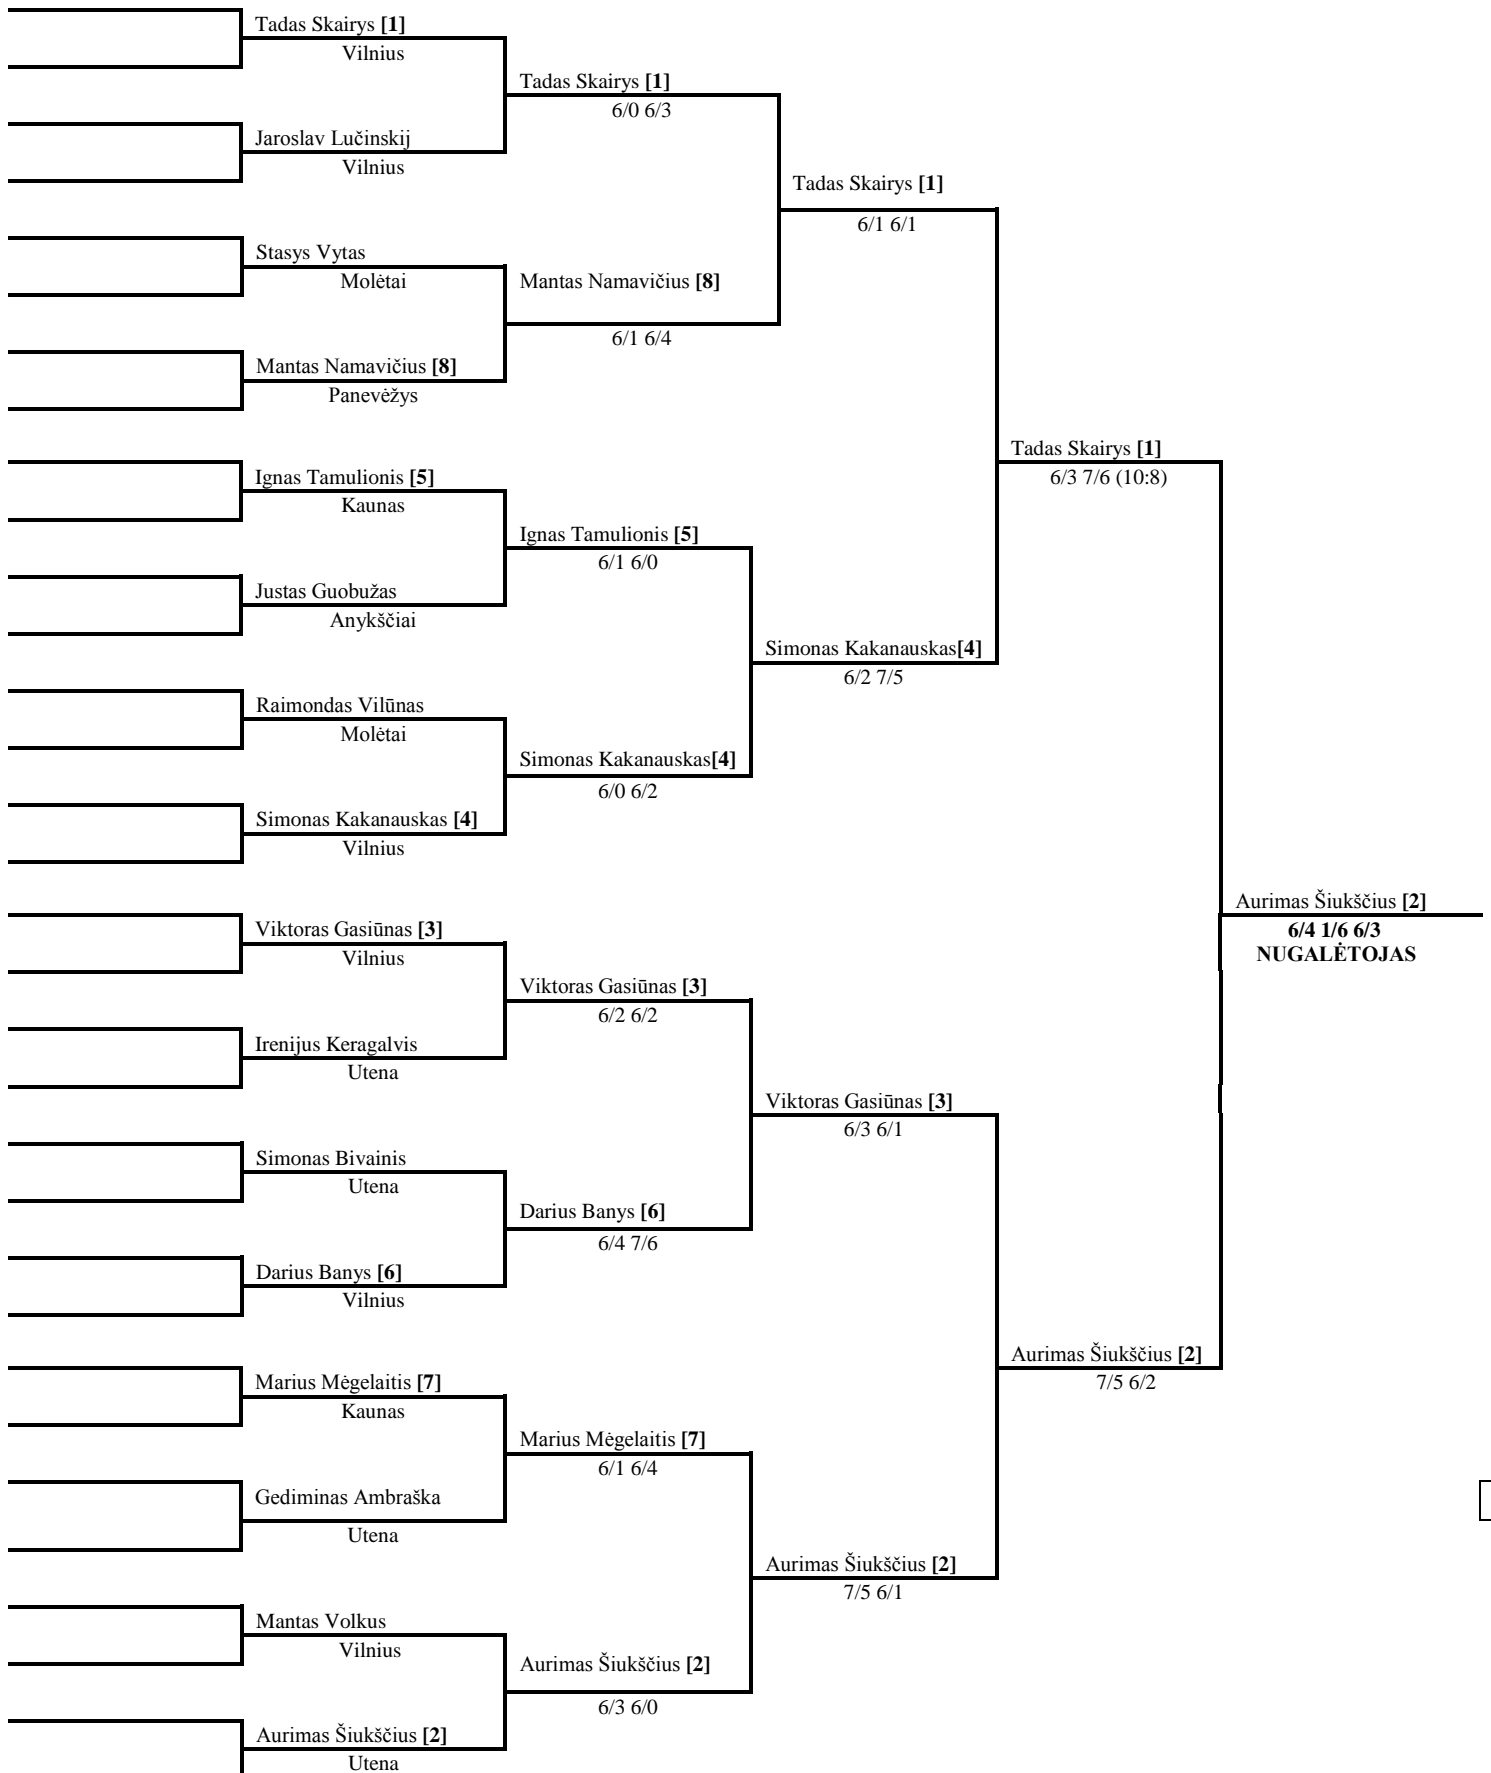 Tadas Skairys [1]
Vilnius
Jaroslav Lučinskij
Vilnius
Stasys Vytas
Molėtai
Mantas Namavičius [8]
Panevėžys
Ignas Tamulionis [5]
Kaunas
Justas Guobužas
Anykščiai
Raimondas Vilūnas
Molėtai
Simonas Kakanauskas [4]
Vilnius
Viktoras Gasiūnas [3]
Vilnius
Irenijus Keragalvis
Utena
Simonas Bivainis
Utena
Darius Banys [6]
Vilnius
Marius Mėgelaitis [7]
Kaunas
Gediminas Ambraška
Utena
Mantas Volkus
Vilnius
Aurimas Šiukščius [2]
Utena
Tadas Skairys [1]
6/0 6/3
Mantas Namavičius [8]
6/1 6/4
Ignas Tamulionis [5]
6/1 6/0
Simonas Kakanauskas[4]
6/0 6/2
Viktoras Gasiūnas [3]
6/2 6/2
Darius Banys [6]
6/4 7/6
Marius Mėgelaitis [7]
6/1 6/4
Aurimas Šiukščius [2]
6/3 6/0
Tadas Skairys [1]
6/1 6/1
Simonas Kakanauskas[4]
6/2 7/5
Viktoras Gasiūnas [3]
6/3 6/1
Aurimas Šiukščius [2]
7/5 6/1
Tadas Skairys [1]
6/3 7/6 (10:8)
Aurimas Šiukščius [2]
7/5 6/2
Aurimas Šiukščius [2]
6/4 1/6 6/3
NUGALĖTOJAS